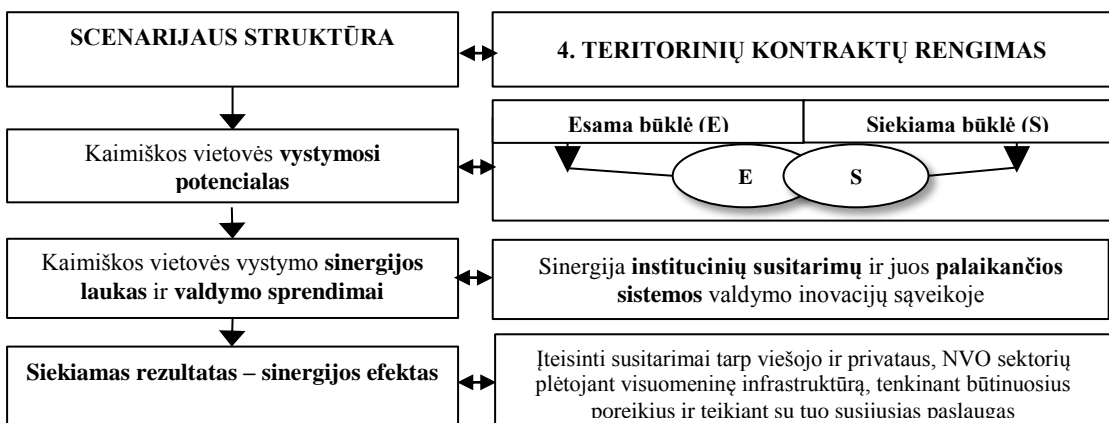 SCENARIJAUS STRUKTŪRA
4. TERITORINIŲ KONTRAKTŲ RENGIMAS
Kaimiškos vietovės vystymosi
potencialas
Esama būklė (E)
Siekiama būklė (S)
E
S
Kaimiškos vietovės vystymo sinergijos
laukas ir valdymo sprendimai
Sinergija institucinių susitarimų ir juos palaikančios
sistemos valdymo inovacijų sąveikoje
Siekiamas rezultatas – sinergijos efektas
Įteisinti susitarimai tarp viešojo ir privataus, NVO sektorių
plėtojant visuomeninę infrastruktūrą, tenkinant būtinuosius
poreikius ir teikiant su tuo susijusias paslaugas